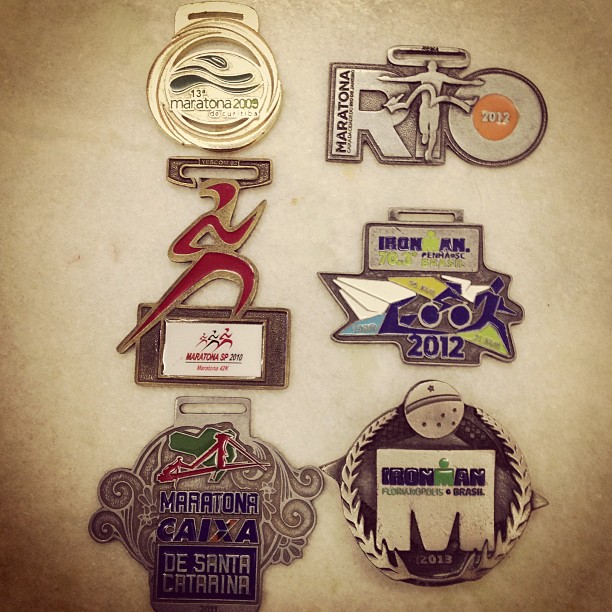 13ª
maratona 2009
de curitiba
MARATONA
RIO
2012
MARATONA SP 2010
Maratona 42K
IRONMAN.
70.3
PENHA SC
BRASIL
2012
MARATONA
CAIXA
DE SANTA
CATARINA
2011
IRONMAN
FLORIANÓPOLIS BRASIL
2013